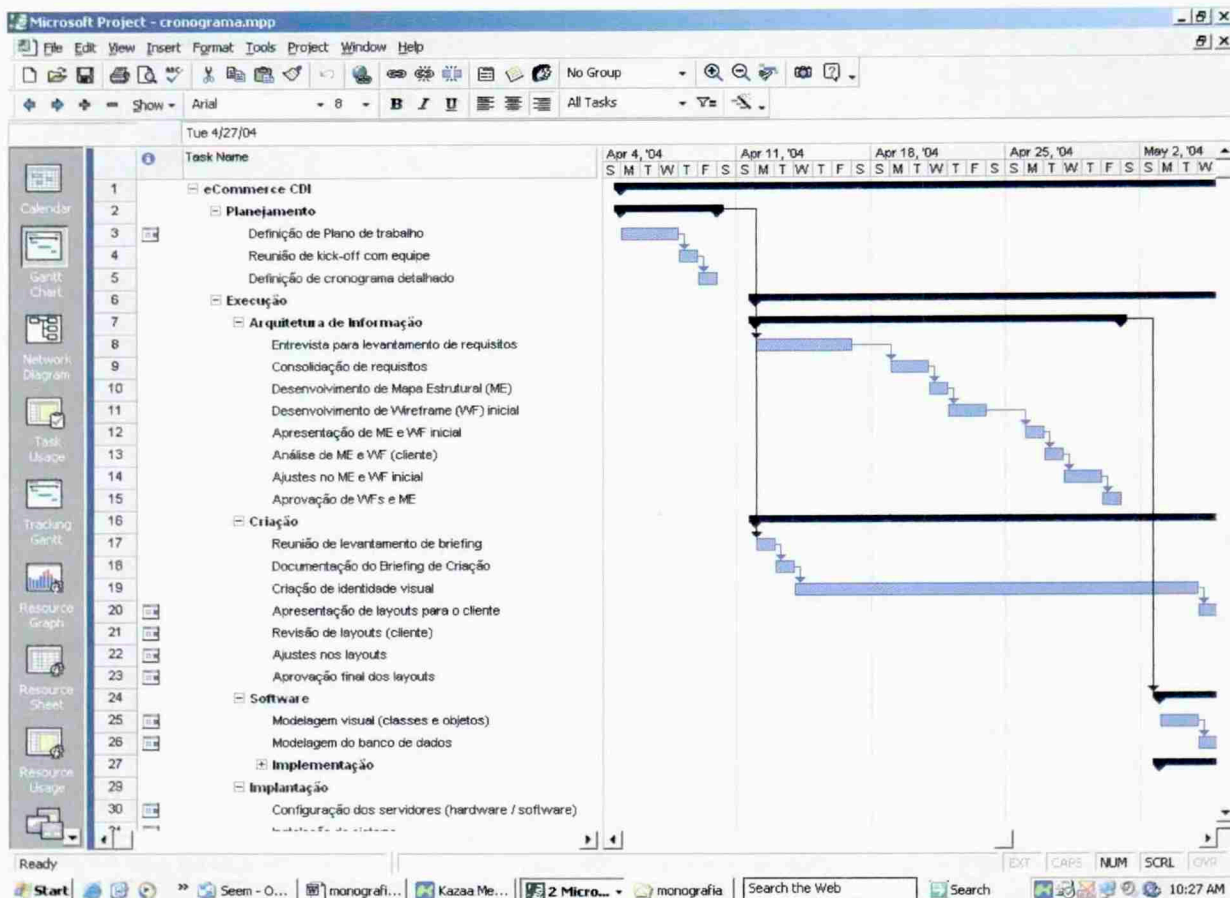 Microsoft Project - cronograma.mpp
File Edit View Insert Format Tools Project Window Help
No Group
Show Arial 8 B I U All Tasks
Tue 4/27/04
Task Name Apr 4, '04 Apr 11, '04 Apr 18, '04 Apr 25, '04 May 2, '04
S M T W T F S S M T W T F S S M T W T F S S M T W T F S S M T W
1 eCommerce CDI
2 Planejamento
3 Definição de Plano de trabalho
4 Reunião de kick-off com equipe
5 Definição de cronograma detalhado
6 Execução
7 Arquitetura de Informação
8 Entrevista para levantamento de requisitos
9 Consolidação de requisitos
10 Desenvolvimento de Mapa Estrutural (ME)
11 Desenvolvimento de Wireframe (WF) inicial
12 Apresentação de ME e WF inicial
13 Análise de ME e WF (cliente)
14 Ajustes no ME e WF inicial
15 Aprovação de WFs e ME
16 Criação
17 Reunião de levantamento de briefing
18 Documentação do Briefing de Criação
19 Criação de identidade visual
20 Apresentação de layouts para o cliente
21 Revisão de layouts (cliente)
22 Ajustes nos layouts
23 Aprovação final dos layouts
24 Software
25 Modelagem visual (classes e objetos)
26 Modelagem do banco de dados
27 Implementação
29 Implantação
30 Configuração dos servidores (hardware / software)
Calendar
Gantt
Chart
Network
Diagram
Task
Usage
Tracking
Gantt
Resource
Graph
Resource
Sheet
Resource
Usage
Ready EXT CAPS NUM SCRL OVR
Start » Seem - O... monografi... Kazaa Me... 2 Micro... monografia Search the Web Search 10:27 AM